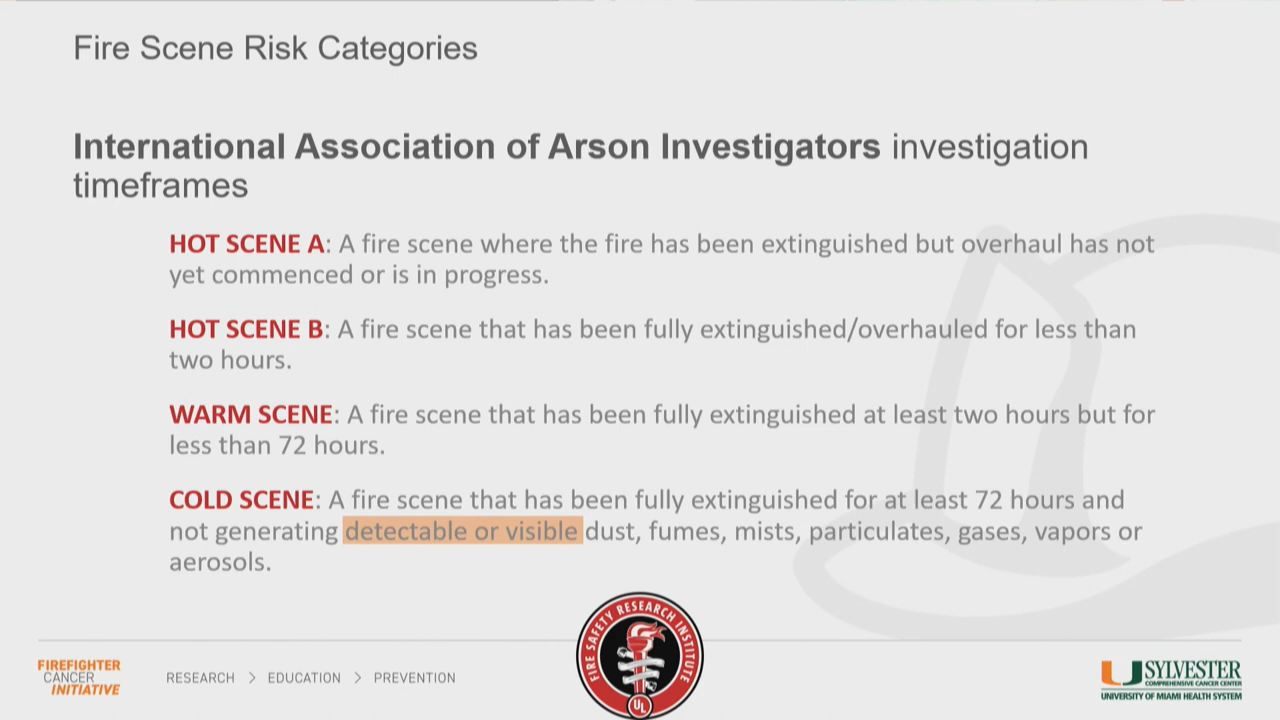 Fire Scene Risk Categories
International Association of Arson Investigators investigation
timeframes
HOT SCENE A: A fire scene where the fire has been extinguished but overhaul has not
yet commenced or is in progress.
HOT SCENE B: A fire scene that has been fully extinguished/overhauled for less than
two hours.
WARM SCENE: A fire scene that has been fully extinguished at least two hours but for
less than 72 hours.
COLD SCENE: A fire scene that has been fully extinguished for at least 72 hours and
not generating detectable or visible dust, fumes, mists, particulates, gases, vapors or
aerosols.
FIREFIGHTER
CANCER
INITIATIVE
RESEARCH > EDUCATION > PREVENTION
FIRE SAFETY RESEARCH INSTITUTE
UL
U SYLVESTER
COMPREHENSIVE CANCER CENTER
UNIVERSITY OF MIAMI HEALTH SYSTEM